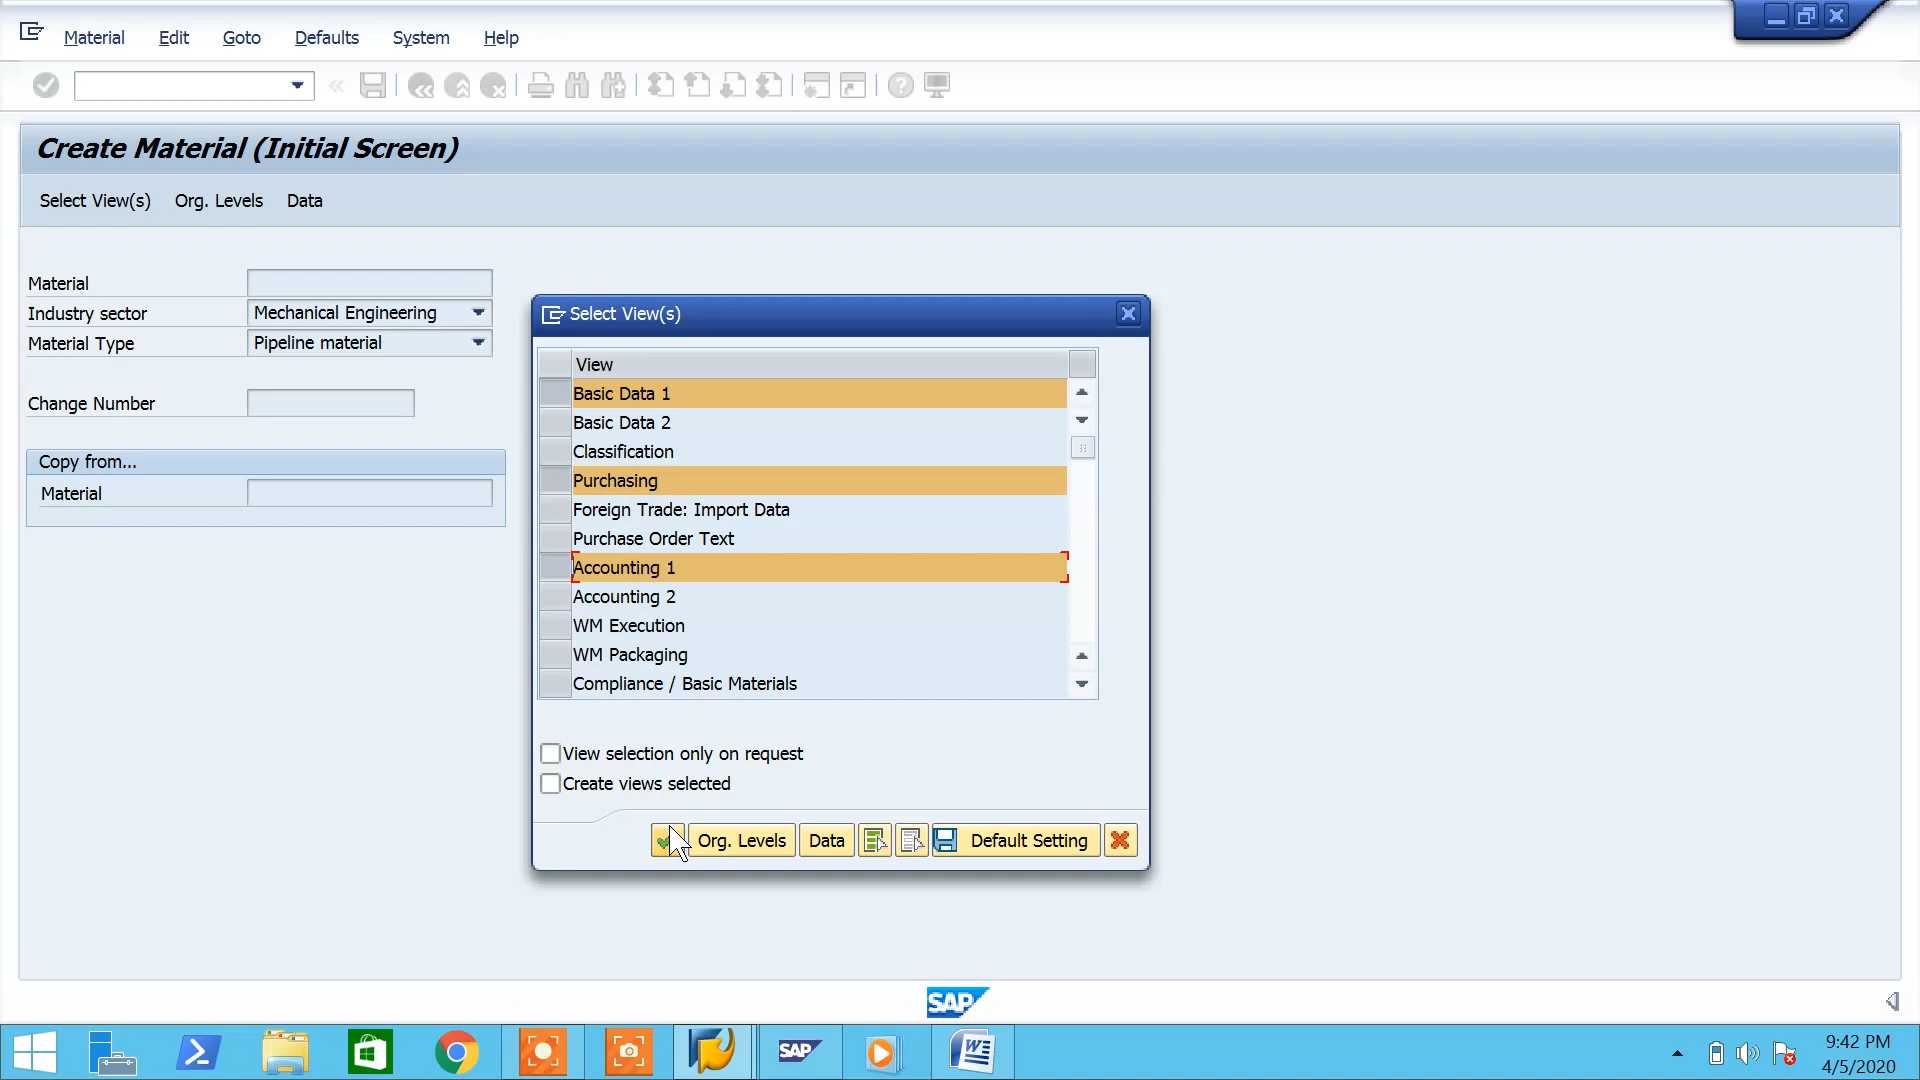 Material Edit Goto Defaults System Help
Create Material (Initial Screen)
Select View(s) Org. Levels Data
Material
Industry sector Mechanical Engineering
Material Type Pipeline material
Change Number
Copy from...
Material
Select View(s)
View
Basic Data 1
Basic Data 2
Classification
Purchasing
Foreign Trade: Import Data
Purchase Order Text
Accounting 1
Accounting 2
WM Execution
WM Packaging
Compliance / Basic Materials
View selection only on request
Create views selected
Org. Levels Data Default Setting
SAP
SAP
9:42 PM
4/5/2020